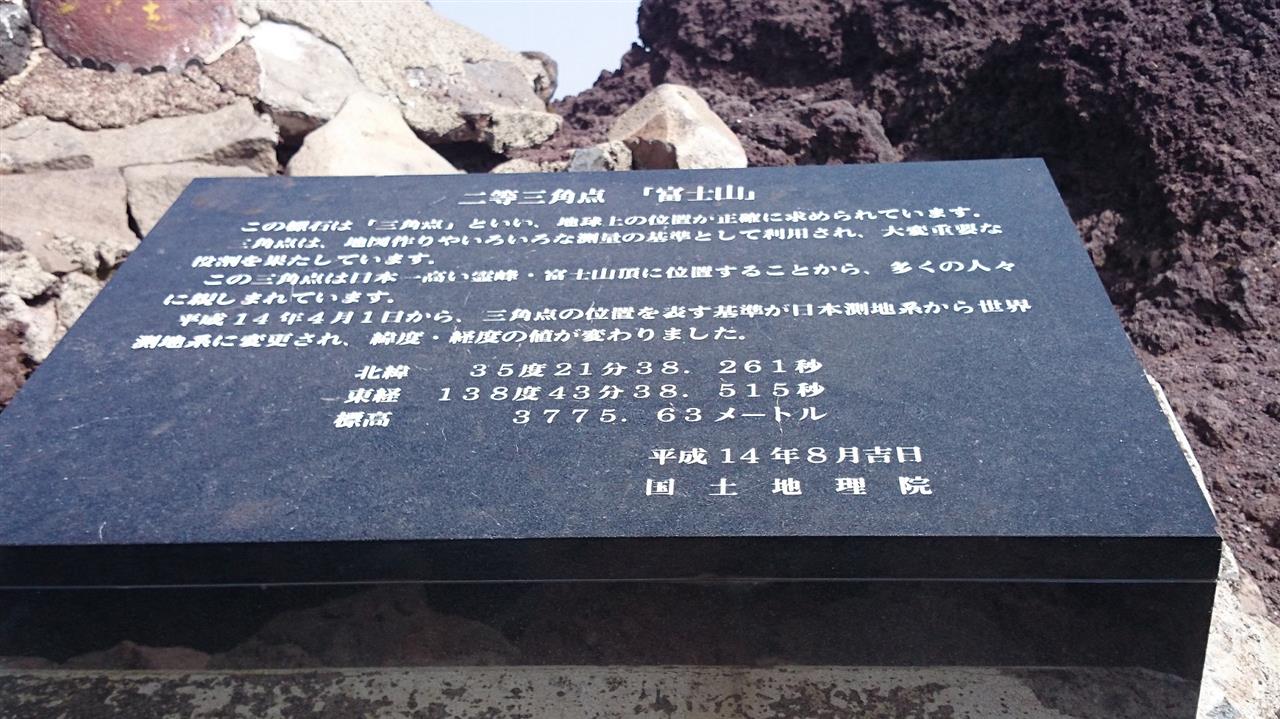 二等三角点　「富士山」
この標石は「三角点」といい、地球上の位置が正確に求められています。
三角点は、地図作りやいろいろな測量の基準として利用され、大変重要な
役割を果たしています。
この三角点は日本一高い霊峰・富士山頂に位置することから、多くの人々
に親しまれています。
平成14年4月1日から、三角点の位置を表す基準が日本測地系から世界
測地系に変更され、緯度・経度の値が変わりました。
北緯　35度21分38．261秒
東経　138度43分38．515秒
標高　3775．63メートル
平成14年8月吉日
国土地理院